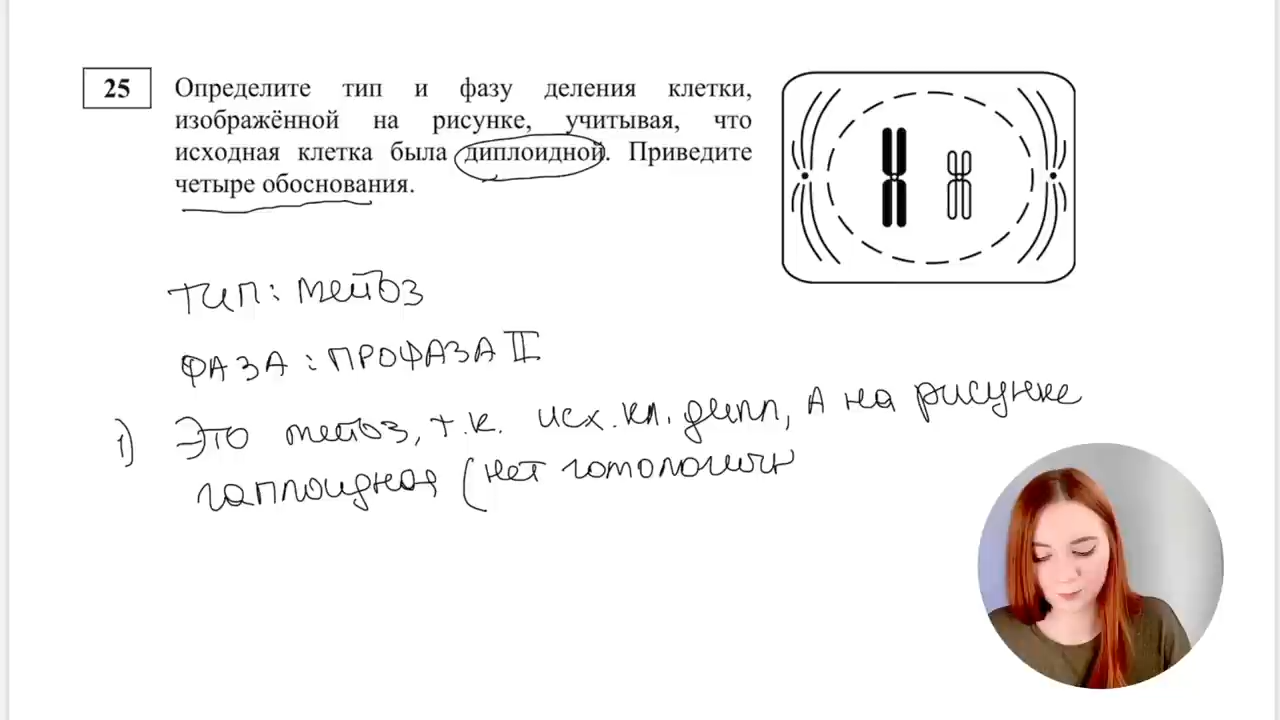 25
Определите тип и фазу деления клетки,
изображённой на рисунке, учитывая, что
исходная клетка была диплоидной. Приведите
четыре обоснования.
ТИП: МЕЙОЗ
ФАЗА: ПРОФАЗА II
1) Это мейоз, т.к. исх. кл. дипл, А на рисунке
гаплоидная (нет гомологичн